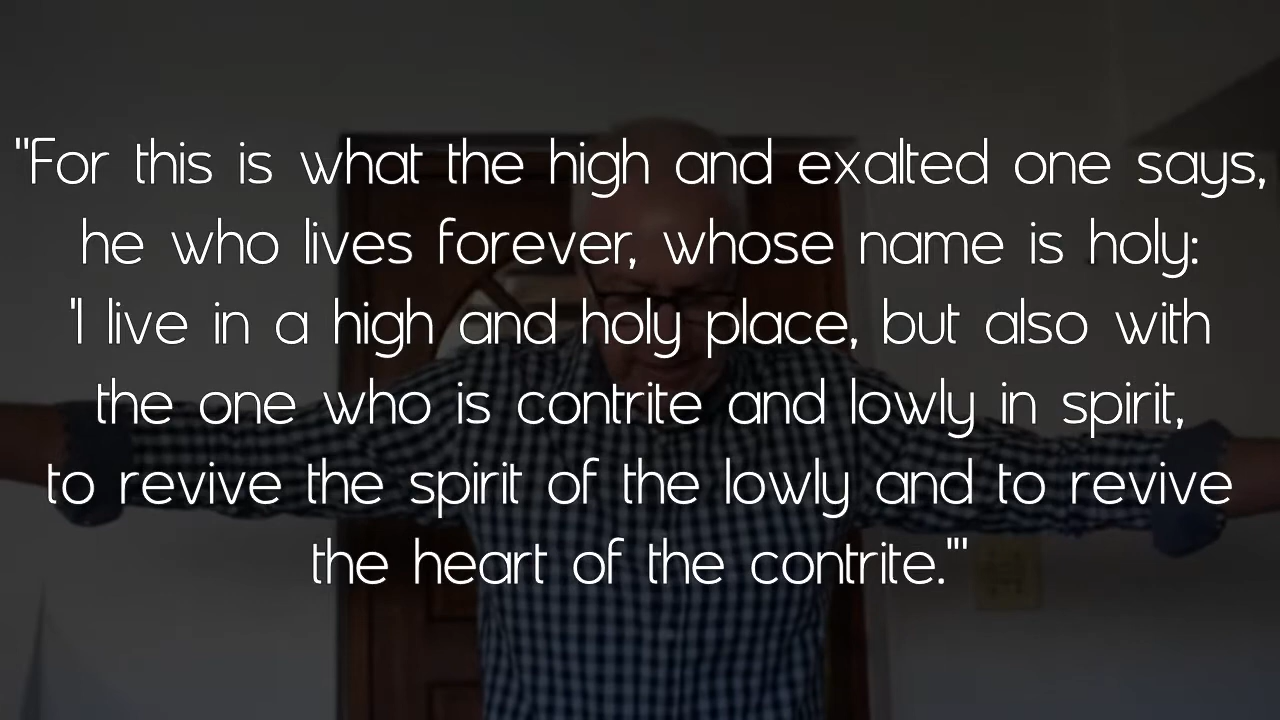 "For this is what the high and exalted one says,
he who lives forever, whose name is holy:
'I live in a high and holy place, but also with
the one who is contrite and lowly in spirit,
to revive the spirit of the lowly and to revive
the heart of the contrite.'"